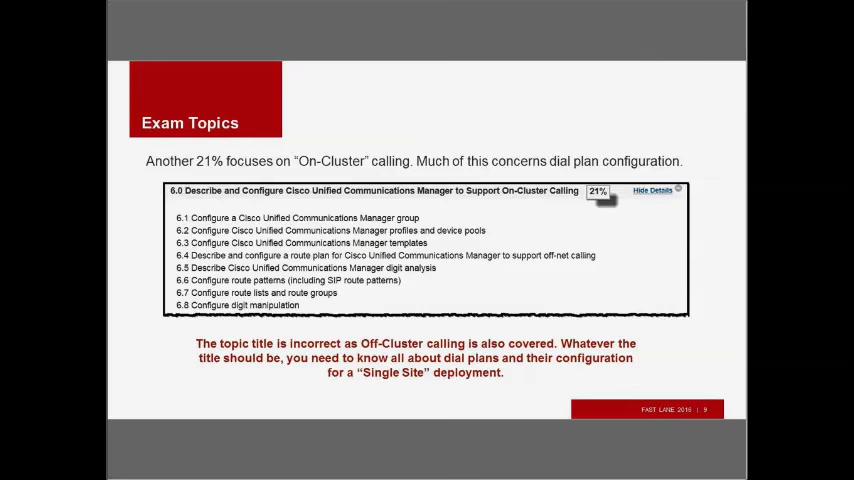 Exam Topics
Another 21% focuses on “On-Cluster” calling. Much of this concerns dial plan configuration.
6.0 Describe and Configure Cisco Unified Communications Manager to Support On-Cluster Calling 21% Hide Details
6.1 Configure a Cisco Unified Communications Manager group
6.2 Configure Cisco Unified Communications Manager profiles and device pools
6.3 Configure Cisco Unified Communications Manager templates
6.4 Describe and configure a route plan for Cisco Unified Communications Manager to support off-net calling
6.5 Describe Cisco Unified Communications Manager digit analysis
6.6 Configure route patterns (including SIP route patterns)
6.7 Configure route lists and route groups
6.8 Configure digit manipulation
The topic title is incorrect as Off-Cluster calling is also covered. Whatever the
title should be, you need to know all about dial plans and their configuration
for a “Single Site” deployment.
FAST LANE 2016 | 9